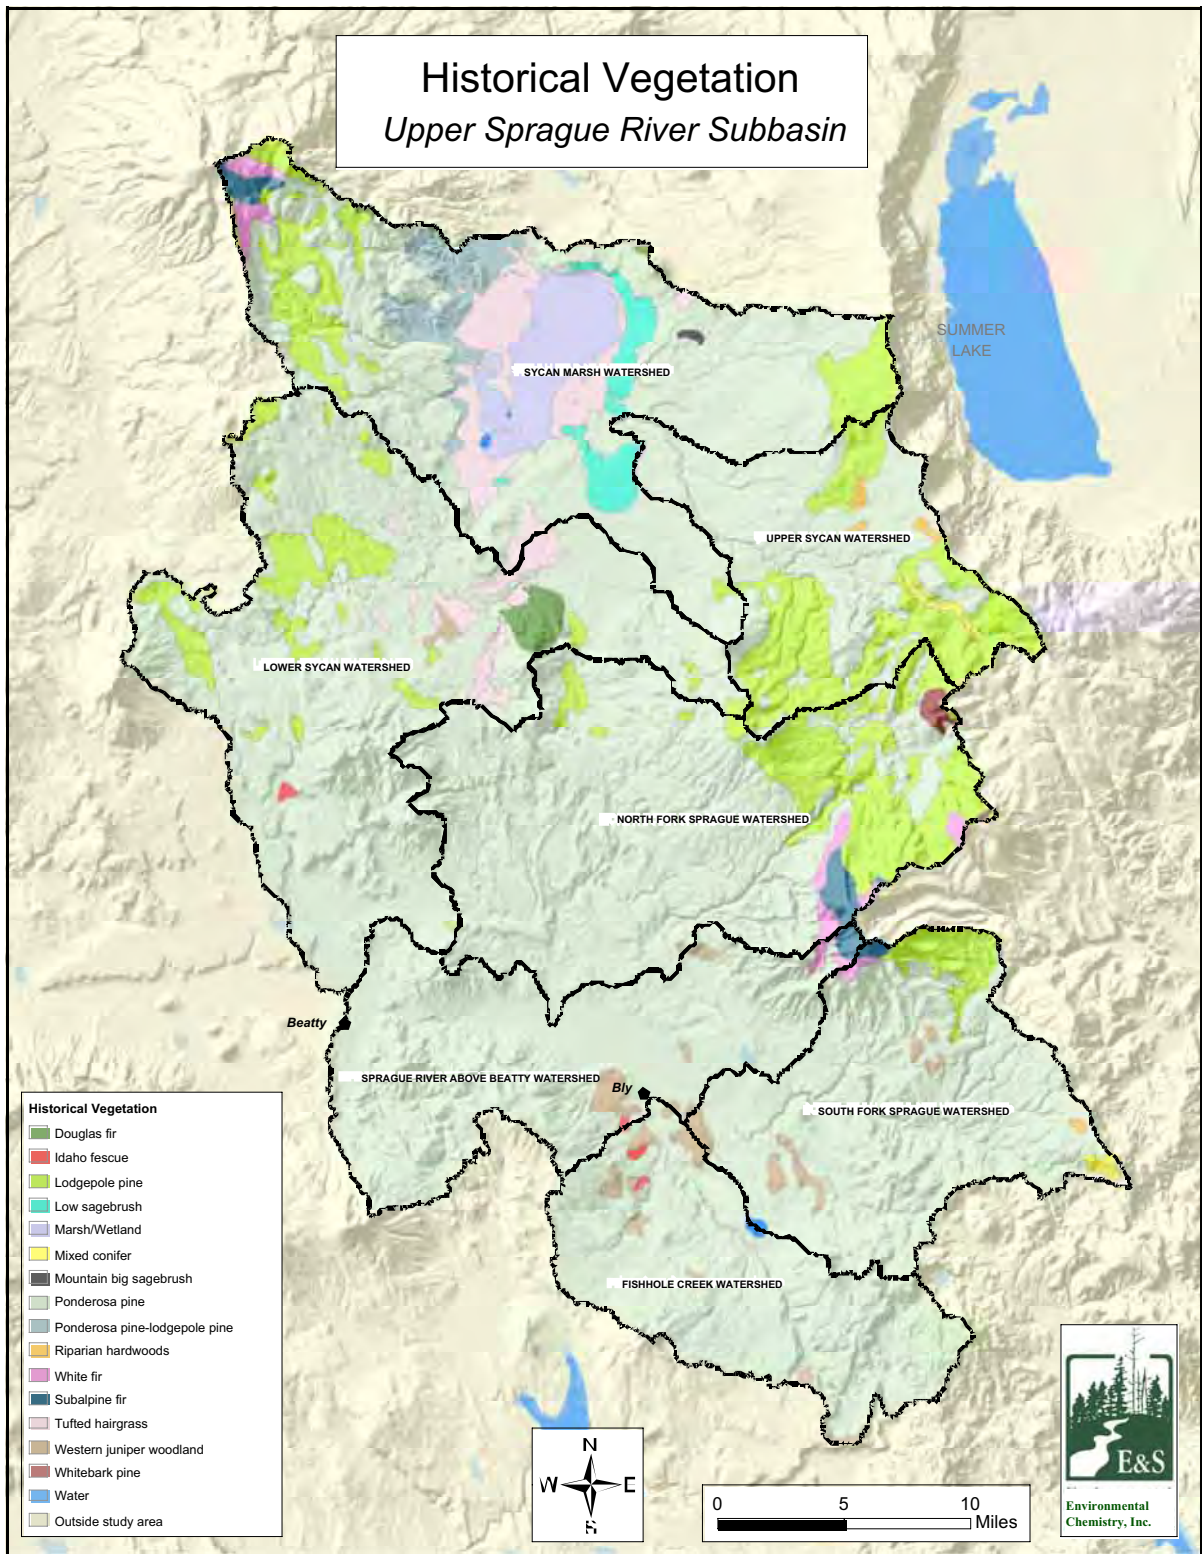 Historical Vegetation
Upper Sprague River Subbasin
SUMMER
LAKE
SYCAN MARSH WATERSHED
UPPER SYCAN WATERSHED
LOWER SYCAN WATERSHED
NORTH FORK SPRAGUE WATERSHED
Beatty
SPRAGUE RIVER ABOVE BEATTY WATERSHED
Bly
SOUTH FORK SPRAGUE WATERSHED
FISHHOLE CREEK WATERSHED
Historical Vegetation
Douglas fir
Idaho fescue
Lodgepole pine
Low sagebrush
Marsh/Wetland
Mixed conifer
Mountain big sagebrush
Ponderosa pine
Ponderosa pine-lodgepole pine
Riparian hardwoods
White fir
Subalpine fir
Tufted hairgrass
Western juniper woodland
Whitebark pine
Water
Outside study area
N
W E
S
0 5 10
Miles
E&S
Environmental
Chemistry, Inc.